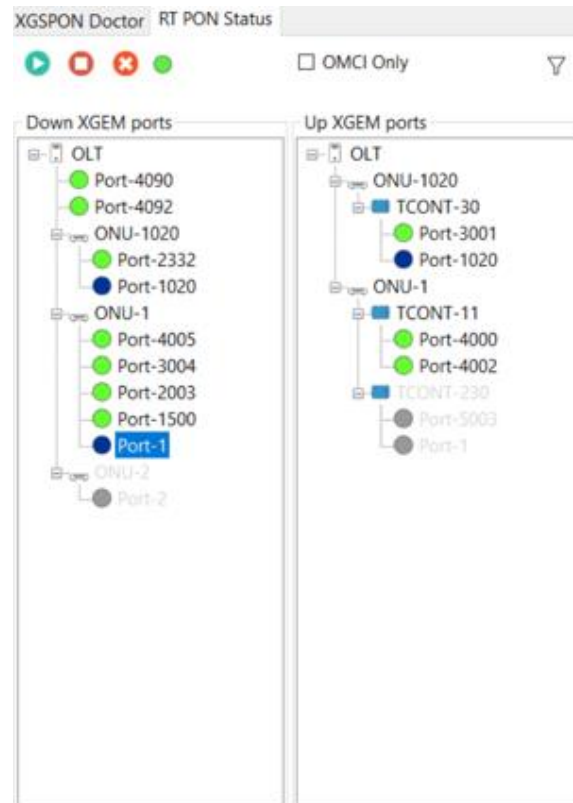 XGSPON Doctor RT PON Status
OMCI Only
Down XGEM ports
OLT
Port-4090
Port-4092
ONU-1020
Port-2332
Port-1020
ONU-1
Port-4005
Port-3004
Port-2003
Port-1500
Port-1
ONU-2
Port-2
Up XGEM ports
OLT
ONU-1020
TCONT-30
Port-3001
Port-1020
ONU-1
TCONT-11
Port-4000
Port-4002
TCONT-230
Port-5003
Port-1